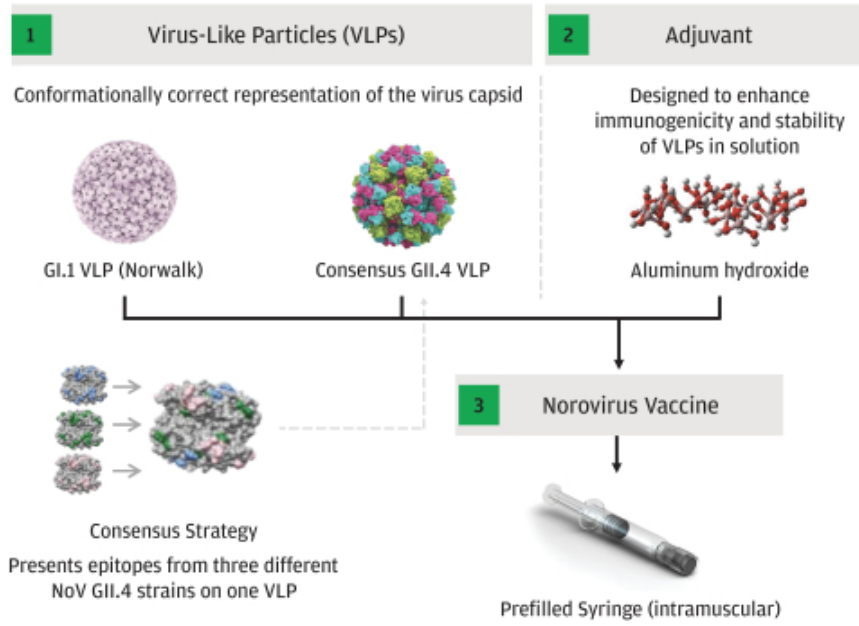 1
Virus-Like Particles (VLPs)
2
Adjuvant
Conformationally correct representation of the virus capsid
Designed to enhance
immunogenicity and stability
of VLPs in solution
GI.1 VLP (Norwalk)
Consensus GII.4 VLP
Aluminum hydroxide
3
Norovirus Vaccine
Consensus Strategy
Presents epitopes from three different
NoV GII.4 strains on one VLP
Prefilled Syringe (intramuscular)